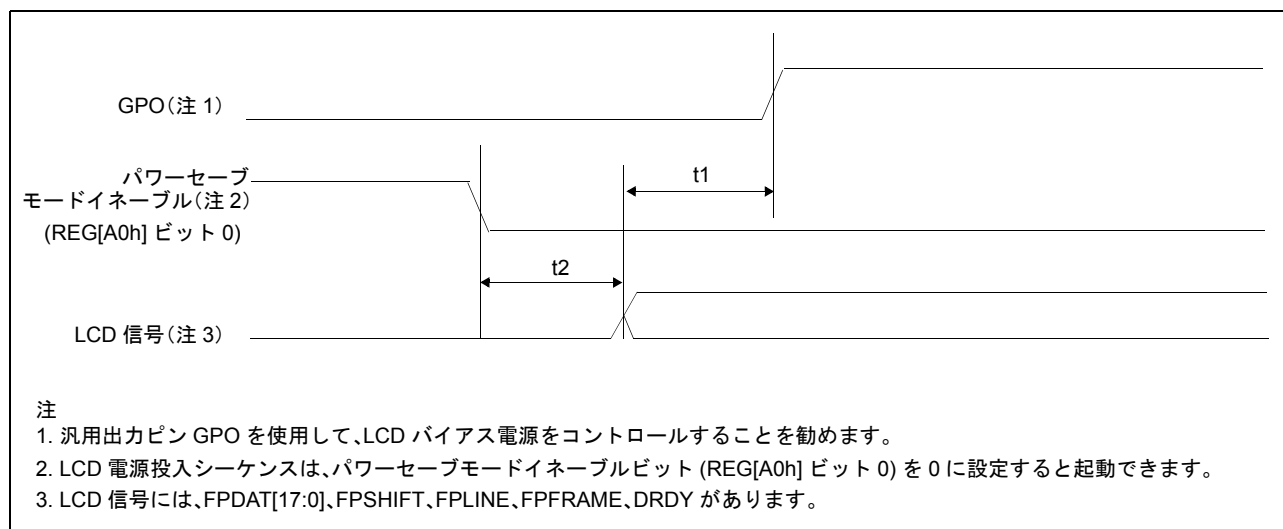 GPO（注 1）
パワーセーブ
モードイネーブル（注 2）
(REG[A0h] ビット 0)
t1
t2
LCD 信号（注 3）
注
1. 汎用出力ピン GPO を使用して、LCD バイアス電源をコントロールすることを勧めます。
2. LCD 電源投入シーケンスは、パワーセーブモードイネーブルビット (REG[A0h] ビット 0) を 0 に設定すると起動できます。
3. LCD 信号には、FPDAT[17:0]、FPSHIFT、FPLINE、FPFRAME、DRDY があります。